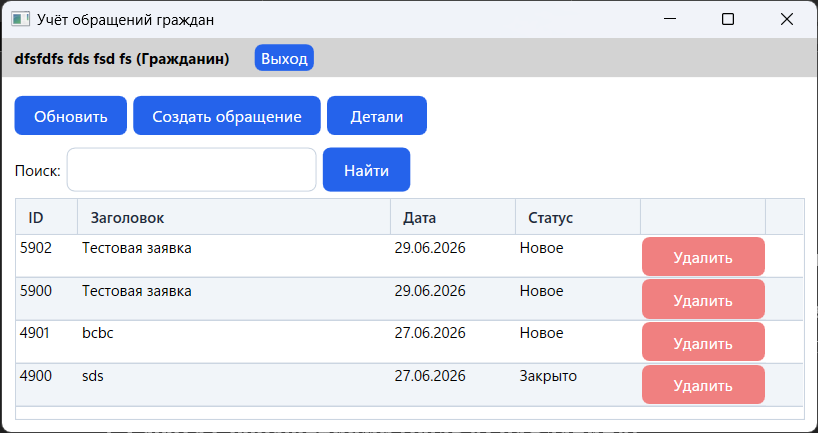 Учёт обращений граждан
dfsfdfs fds fsd fs (Гражданин) Выход
Обновить Создать обращение Детали
Поиск: Найти
ID Заголовок Дата Статус
5902 Тестовая заявка 29.06.2026 Новое Удалить
5900 Тестовая заявка 29.06.2026 Новое Удалить
4901 bcbc 27.06.2026 Новое Удалить
4900 sds 27.06.2026 Закрыто Удалить